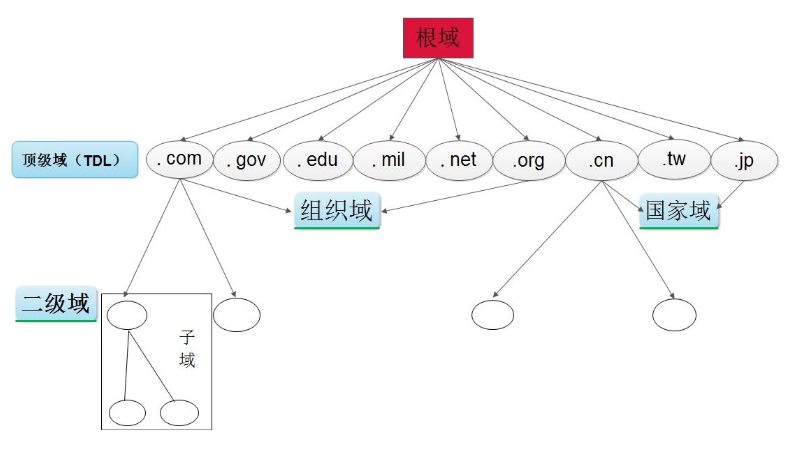 根域
顶级域（TDL）
. com
. gov
. edu
. mil
. net
.org
.cn
.tw
.jp
组织域
国家域
二级域
子
域